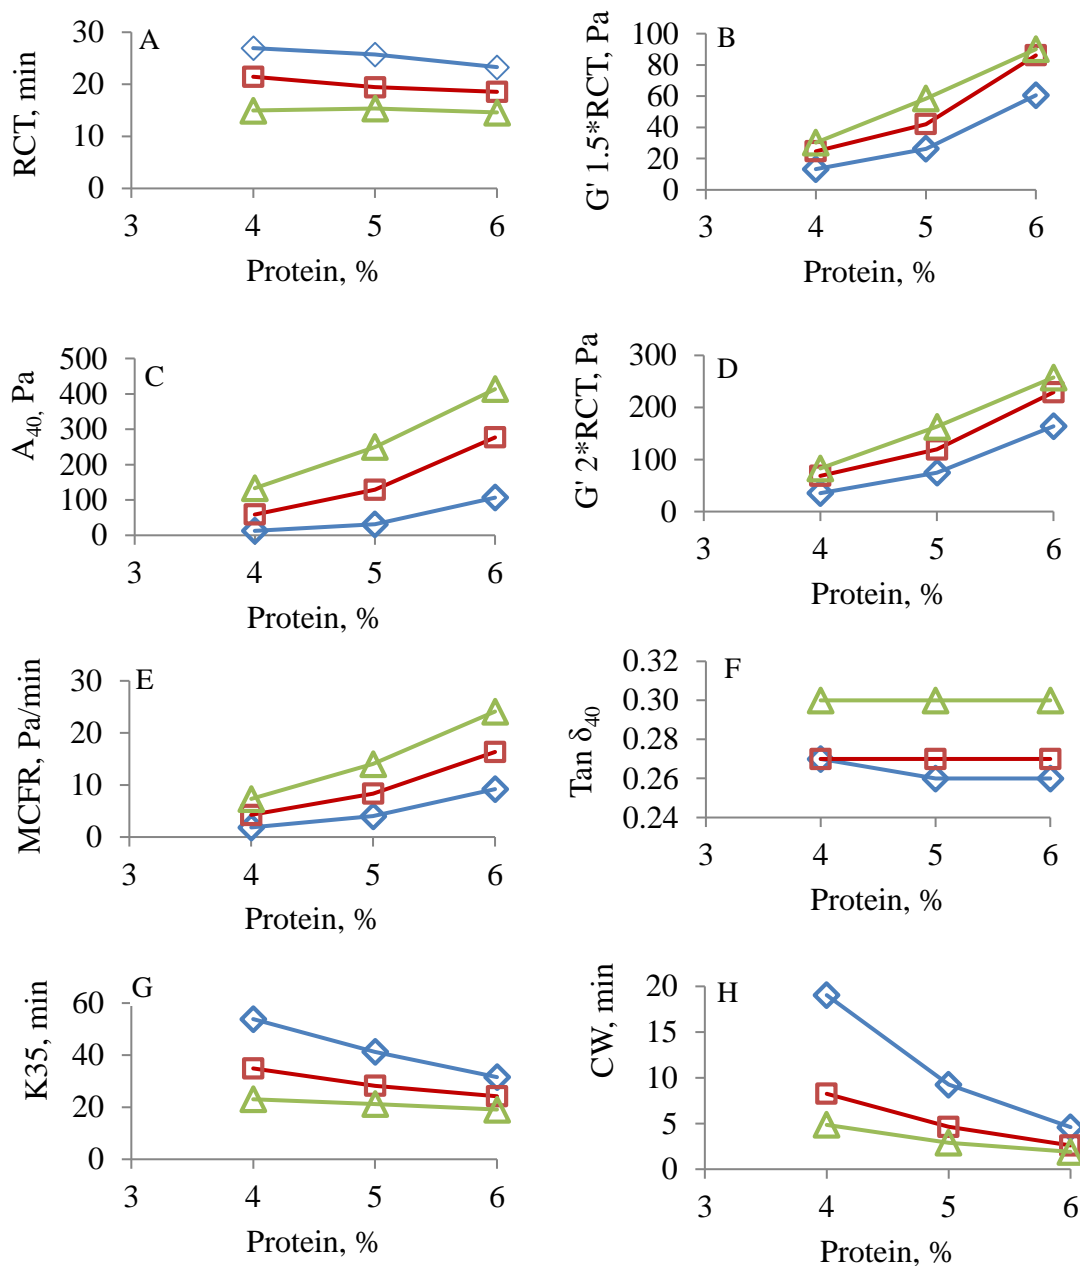 A
RCT, min
30
20
10
0
3 4 5 6
Protein, %
B
G' 1.5*RCT, Pa
100
80
60
40
20
0
3 4 5 6
Protein, %
C
A40, Pa
500
400
300
200
100
0
3 4 5 6
Protein, %
D
G' 2*RCT, Pa
300
200
100
0
3 4 5 6
Protein, %
E
MCFR, Pa/min
30
20
10
0
3 4 5 6
Protein, %
F
Tan δ40
0.32
0.30
0.28
0.26
0.24
3 4 5 6
Protein, %
G
K35, min
60
40
20
0
3 4 5 6
Protein, %
H
CW, min
20
15
10
5
0
3 4 5 6
Protein, %